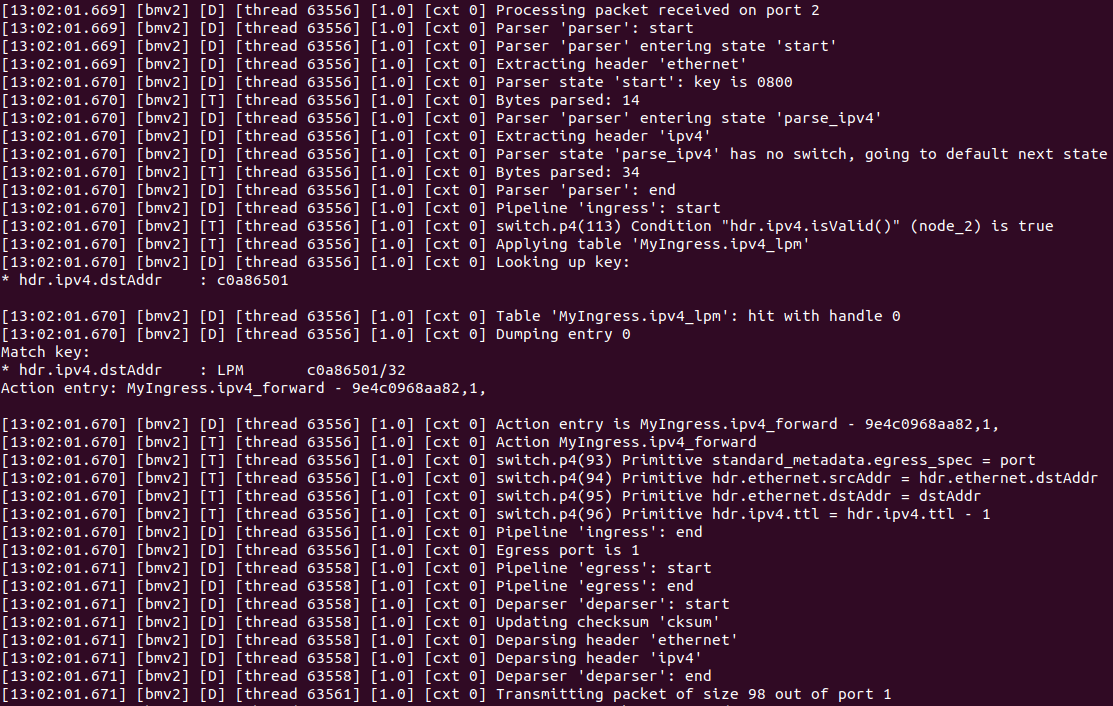 [13:02:01.669] [bmv2] [D] [thread 63556] [1.0] [cxt 0] Processing packet received on port 2
[13:02:01.669] [bmv2] [D] [thread 63556] [1.0] [cxt 0] Parser 'parser': start
[13:02:01.669] [bmv2] [D] [thread 63556] [1.0] [cxt 0] Parser 'parser' entering state 'start'
[13:02:01.669] [bmv2] [D] [thread 63556] [1.0] [cxt 0] Extracting header 'ethernet'
[13:02:01.670] [bmv2] [D] [thread 63556] [1.0] [cxt 0] Parser state 'start': key is 0800
[13:02:01.670] [bmv2] [T] [thread 63556] [1.0] [cxt 0] Bytes parsed: 14
[13:02:01.670] [bmv2] [D] [thread 63556] [1.0] [cxt 0] Parser 'parser' entering state 'parse_ipv4'
[13:02:01.670] [bmv2] [D] [thread 63556] [1.0] [cxt 0] Extracting header 'ipv4'
[13:02:01.670] [bmv2] [D] [thread 63556] [1.0] [cxt 0] Parser state 'parse_ipv4' has no switch, going to default next state
[13:02:01.670] [bmv2] [T] [thread 63556] [1.0] [cxt 0] Bytes parsed: 34
[13:02:01.670] [bmv2] [D] [thread 63556] [1.0] [cxt 0] Parser 'parser': end
[13:02:01.670] [bmv2] [D] [thread 63556] [1.0] [cxt 0] Pipeline 'ingress': start
[13:02:01.670] [bmv2] [T] [thread 63556] [1.0] [cxt 0] switch.p4(113) Condition "hdr.ipv4.isValid()" (node_2) is true
[13:02:01.670] [bmv2] [T] [thread 63556] [1.0] [cxt 0] Applying table 'MyIngress.ipv4_lpm'
[13:02:01.670] [bmv2] [D] [thread 63556] [1.0] [cxt 0] Looking up key:
* hdr.ipv4.dstAddr    : c0a86501
[13:02:01.670] [bmv2] [D] [thread 63556] [1.0] [cxt 0] Table 'MyIngress.ipv4_lpm': hit with handle 0
[13:02:01.670] [bmv2] [D] [thread 63556] [1.0] [cxt 0] Dumping entry 0
Match key:
* hdr.ipv4.dstAddr    : LPM       c0a86501/32
Action entry: MyIngress.ipv4_forward - 9e4c0968aa82,1,
[13:02:01.670] [bmv2] [D] [thread 63556] [1.0] [cxt 0] Action entry is MyIngress.ipv4_forward - 9e4c0968aa82,1,
[13:02:01.670] [bmv2] [T] [thread 63556] [1.0] [cxt 0] Action MyIngress.ipv4_forward
[13:02:01.670] [bmv2] [T] [thread 63556] [1.0] [cxt 0] switch.p4(93) Primitive standard_metadata.egress_spec = port
[13:02:01.670] [bmv2] [T] [thread 63556] [1.0] [cxt 0] switch.p4(94) Primitive hdr.ethernet.srcAddr = hdr.ethernet.dstAddr
[13:02:01.670] [bmv2] [T] [thread 63556] [1.0] [cxt 0] switch.p4(95) Primitive hdr.ethernet.dstAddr = dstAddr
[13:02:01.670] [bmv2] [T] [thread 63556] [1.0] [cxt 0] switch.p4(96) Primitive hdr.ipv4.ttl = hdr.ipv4.ttl - 1
[13:02:01.670] [bmv2] [D] [thread 63556] [1.0] [cxt 0] Pipeline 'ingress': end
[13:02:01.670] [bmv2] [D] [thread 63556] [1.0] [cxt 0] Egress port is 1
[13:02:01.671] [bmv2] [D] [thread 63558] [1.0] [cxt 0] Pipeline 'egress': start
[13:02:01.671] [bmv2] [D] [thread 63558] [1.0] [cxt 0] Pipeline 'egress': end
[13:02:01.671] [bmv2] [D] [thread 63558] [1.0] [cxt 0] Deparser 'deparser': start
[13:02:01.671] [bmv2] [D] [thread 63558] [1.0] [cxt 0] Updating checksum 'cksum'
[13:02:01.671] [bmv2] [D] [thread 63558] [1.0] [cxt 0] Deparsing header 'ethernet'
[13:02:01.671] [bmv2] [D] [thread 63558] [1.0] [cxt 0] Deparsing header 'ipv4'
[13:02:01.671] [bmv2] [D] [thread 63558] [1.0] [cxt 0] Deparser 'deparser': end
[13:02:01.671] [bmv2] [D] [thread 63561] [1.0] [cxt 0] Transmitting packet of size 98 out of port 1